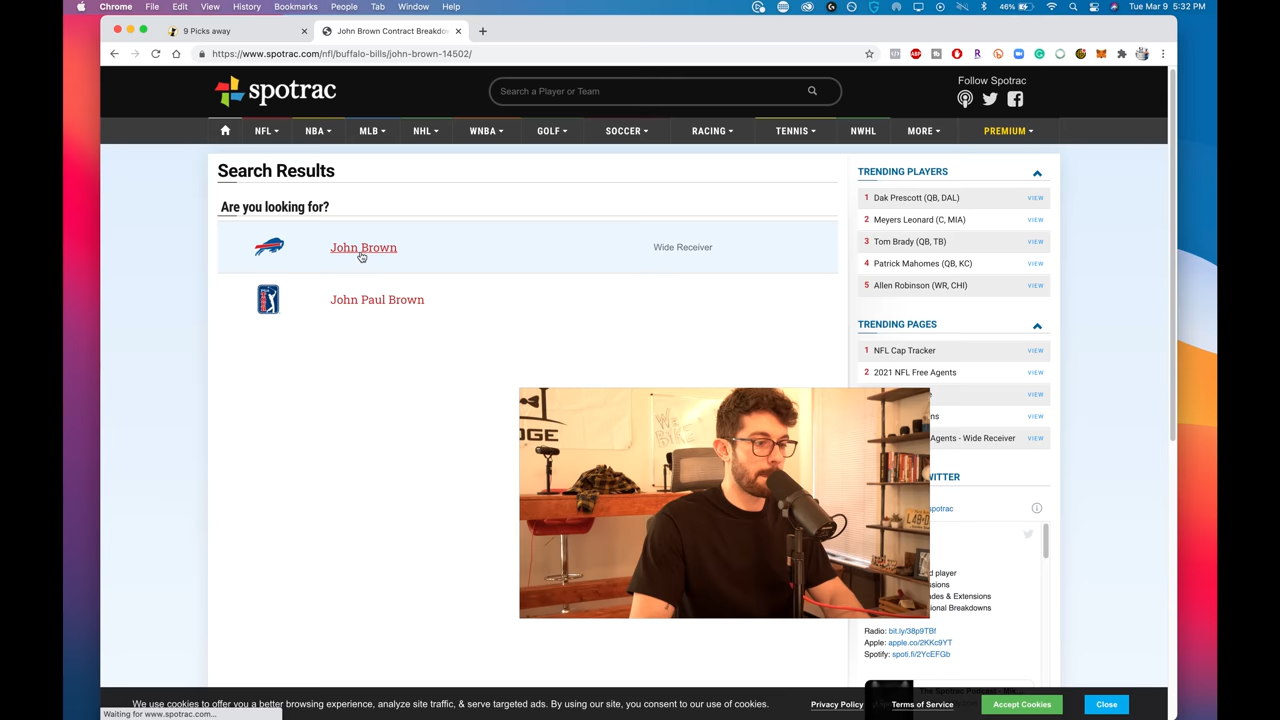 Chrome File Edit View History Bookmarks People Tab Window Help
46% Tue Mar 9 5:32 PM
9 Picks away
John Brown Contract Breakdo
https://www.spotrac.com/nfl/buffalo-bills/john-brown-14502/
spotrac
Search a Player or Team
Follow Spotrac
NFL NBA MLB NHL WNBA GOLF SOCCER RACING TENNIS NWHL MORE PREMIUM
Search Results
Are you looking for?
John Brown
Wide Receiver
John Paul Brown
TRENDING PLAYERS
1 Dak Prescott (QB, DAL) VIEW
2 Meyers Leonard (C, MIA) VIEW
3 Tom Brady (QB, TB) VIEW
4 Patrick Mahomes (QB, KC) VIEW
5 Allen Robinson (WR, CHI) VIEW
TRENDING PAGES
1 NFL Cap Tracker VIEW
2 2021 NFL Free Agents VIEW
e VIEW
ns VIEW
Agents - Wide Receiver VIEW
WITTER
spotrac
d player
ssions
ades & Extensions
ional Breakdowns
Radio: bit.ly/38p9TBf
Apple: apple.co/2KKc9YT
Spotify: spoti.fi/2YcEFGb
We use cookies to offer you a better browsing experience, analyze site traffic, & serve targeted ads. By using our site, you consent to our use of cookies.
Privacy Policy Terms of Service Accept Cookies Close
Waiting for www.spotrac.com...